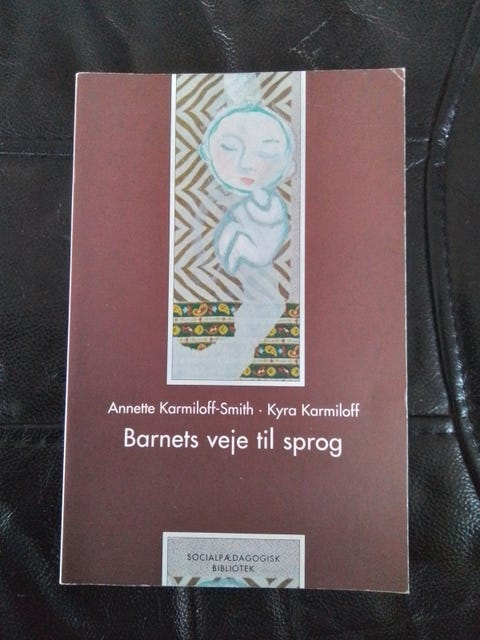 Annette Karmiloff-Smith · Kyra Karmiloff
Barnets veje til sprog
SOCIALPÆDAGOGISK
BIBLIOTEK